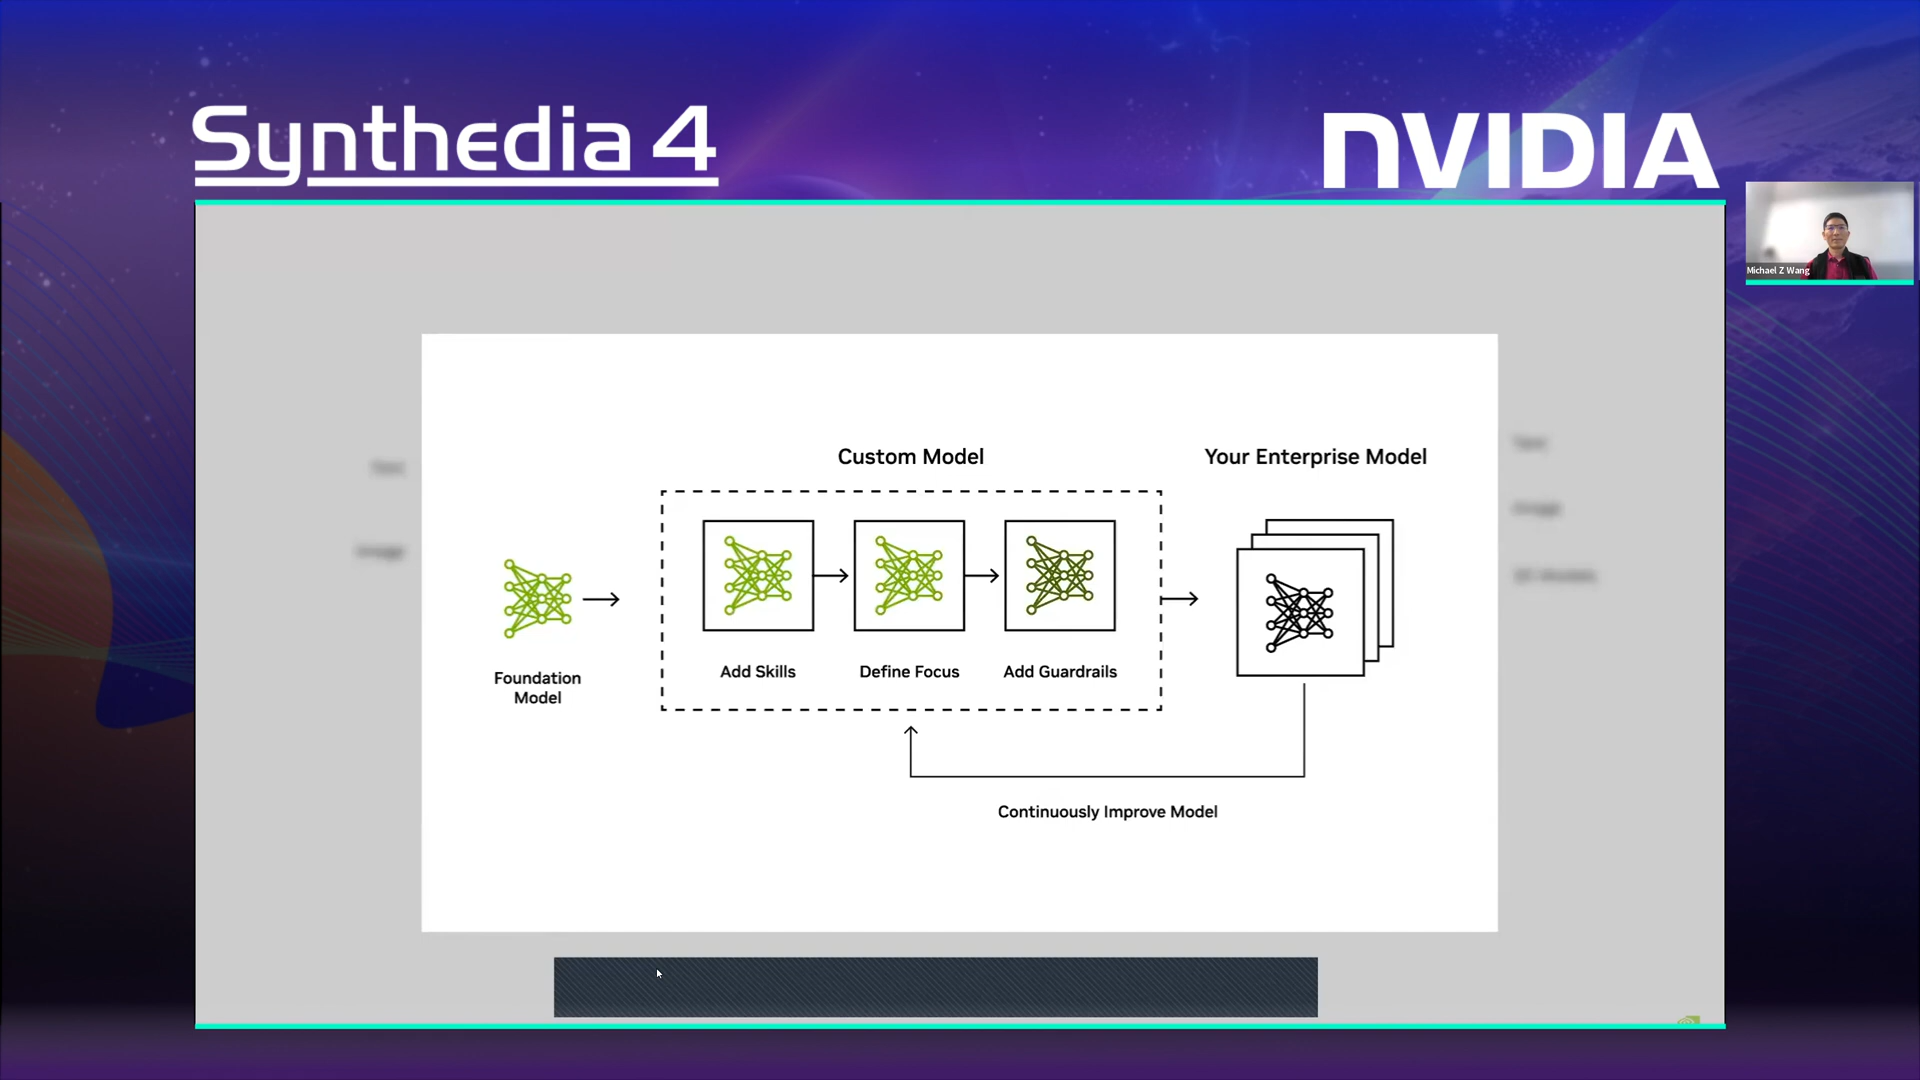 Synthedia 4
NVIDIA
Michael Z Wang
Custom Model
Your Enterprise Model
Add Skills
Define Focus
Add Guardrails
Foundation
Model
Continuously Improve Model